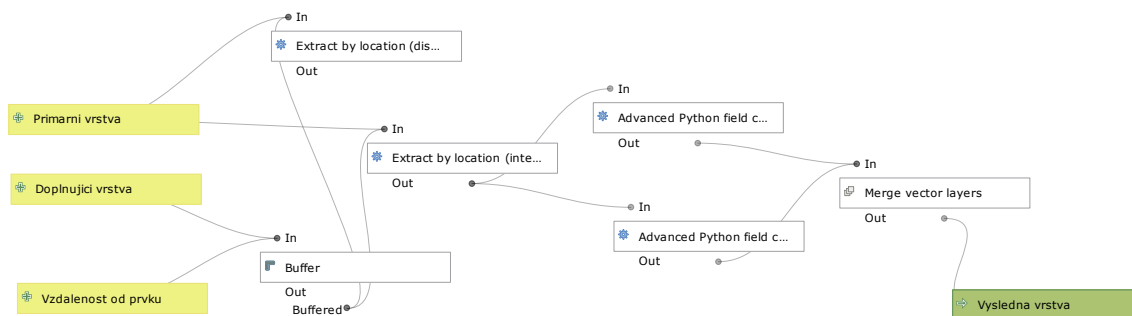 In
Extract by location (dis...
Out
In
Primarni vrstva
Advanced Python field c...
In
Out
Extract by location (inte...
In
Out
Doplnujici vrstva
Merge vector layers
In
Out
In
Advanced Python field c...
Out
Buffer
Out
Vzdalenost od prvku
Buffered
Vysledna vrstva